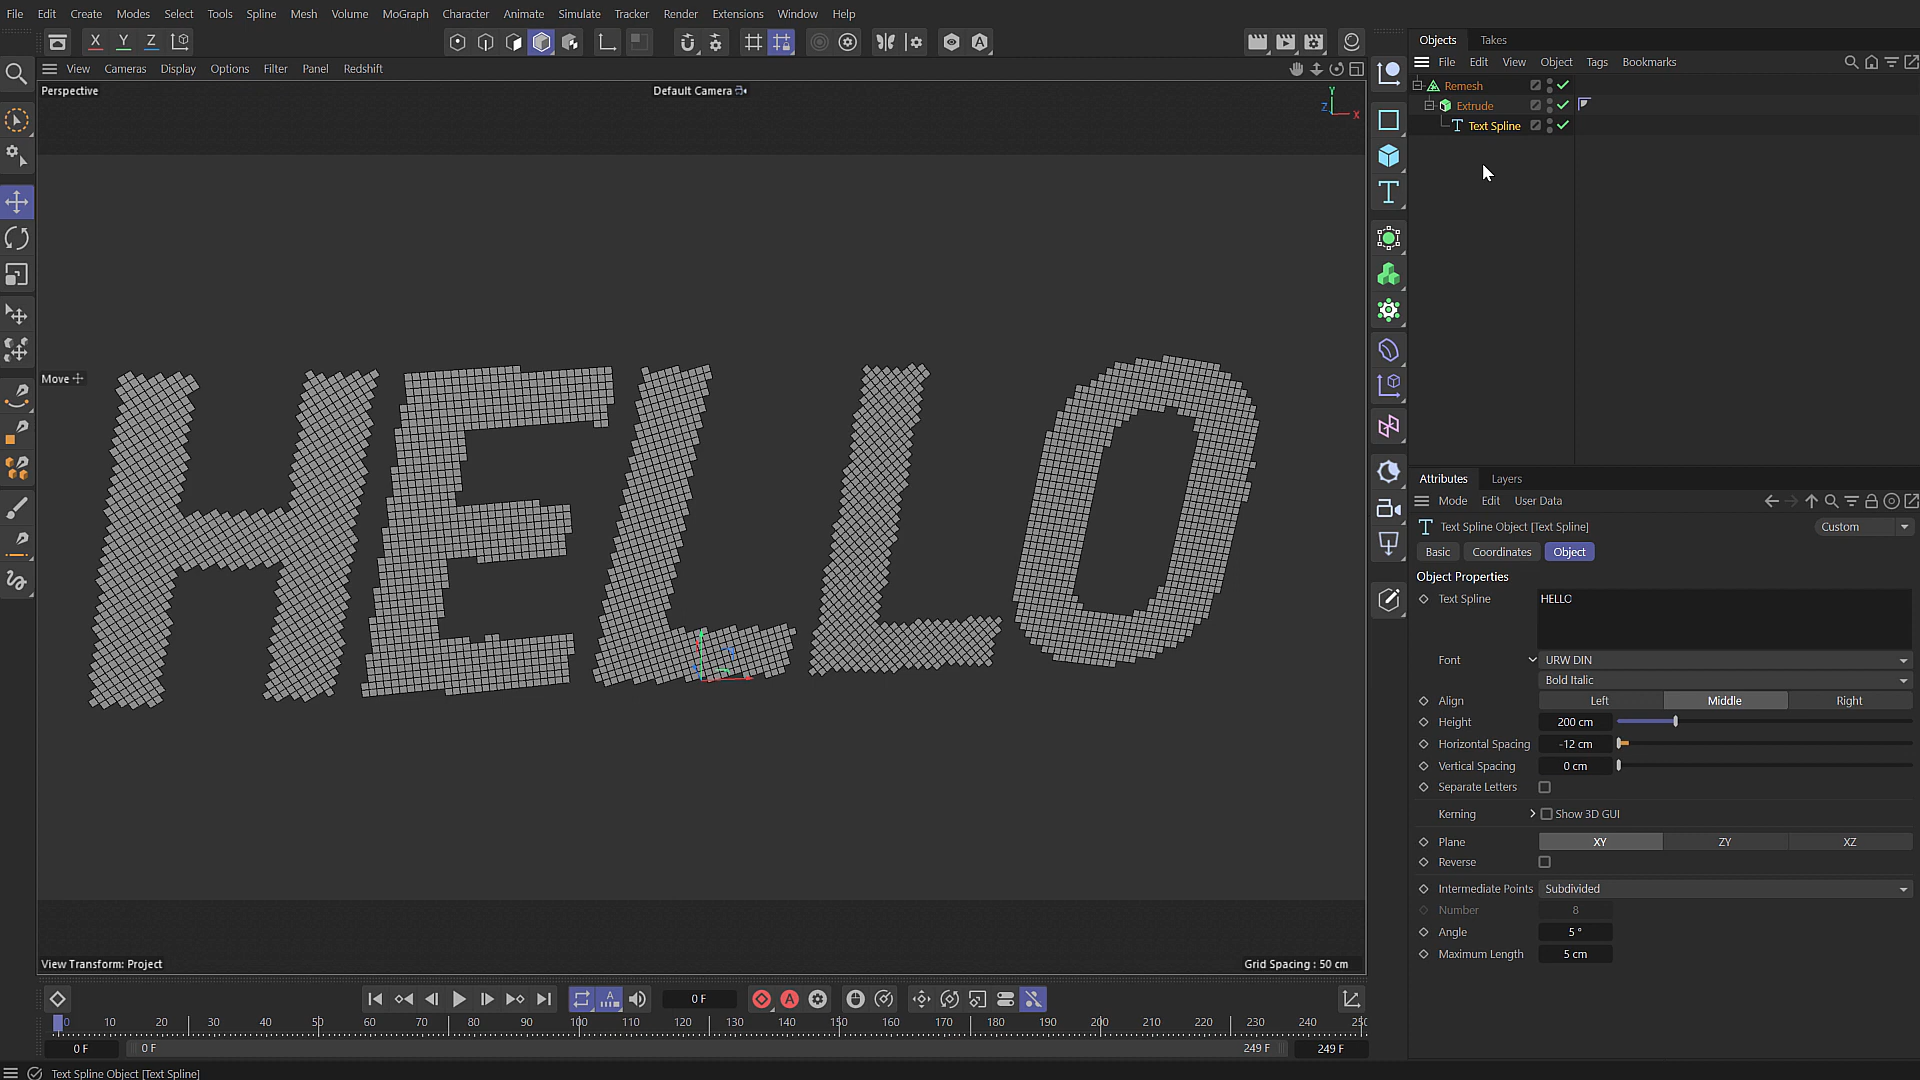 File Edit Create Modes Select Tools Spline Mesh Volume MoGraph Character Animate Simulate Tracker Render Extensions Window Help
X Y Z
View Cameras Display Options Filter Panel Redshift
Perspective
Default Camera
Y
Z
X
Move
HELLO
View Transform: Project
Grid Spacing : 50 cm
0 F
0 10 20 30 40 50 60 70 80 90 100 110 120 130 140 150 160 170 180 190 200 210 220 230 240 250
0 F
0 F
249 F
249 F
Text Spline Object [Text Spline]
Objects Takes
File Edit View Object Tags Bookmarks
Remesh
Extrude
Text Spline
Attributes Layers
Mode Edit User Data
Text Spline Object [Text Spline]
Custom
Basic Coordinates Object
Object Properties
Text Spline HELLO
Font URW DIN
Bold Italic
Align Left Middle Right
Height 200 cm
Horizontal Spacing -12 cm
Vertical Spacing 0 cm
Separate Letters
Kerning Show 3D GUI
Plane XY ZY XZ
Reverse
Intermediate Points Subdivided
Number 8
Angle 5 °
Maximum Length 5 cm